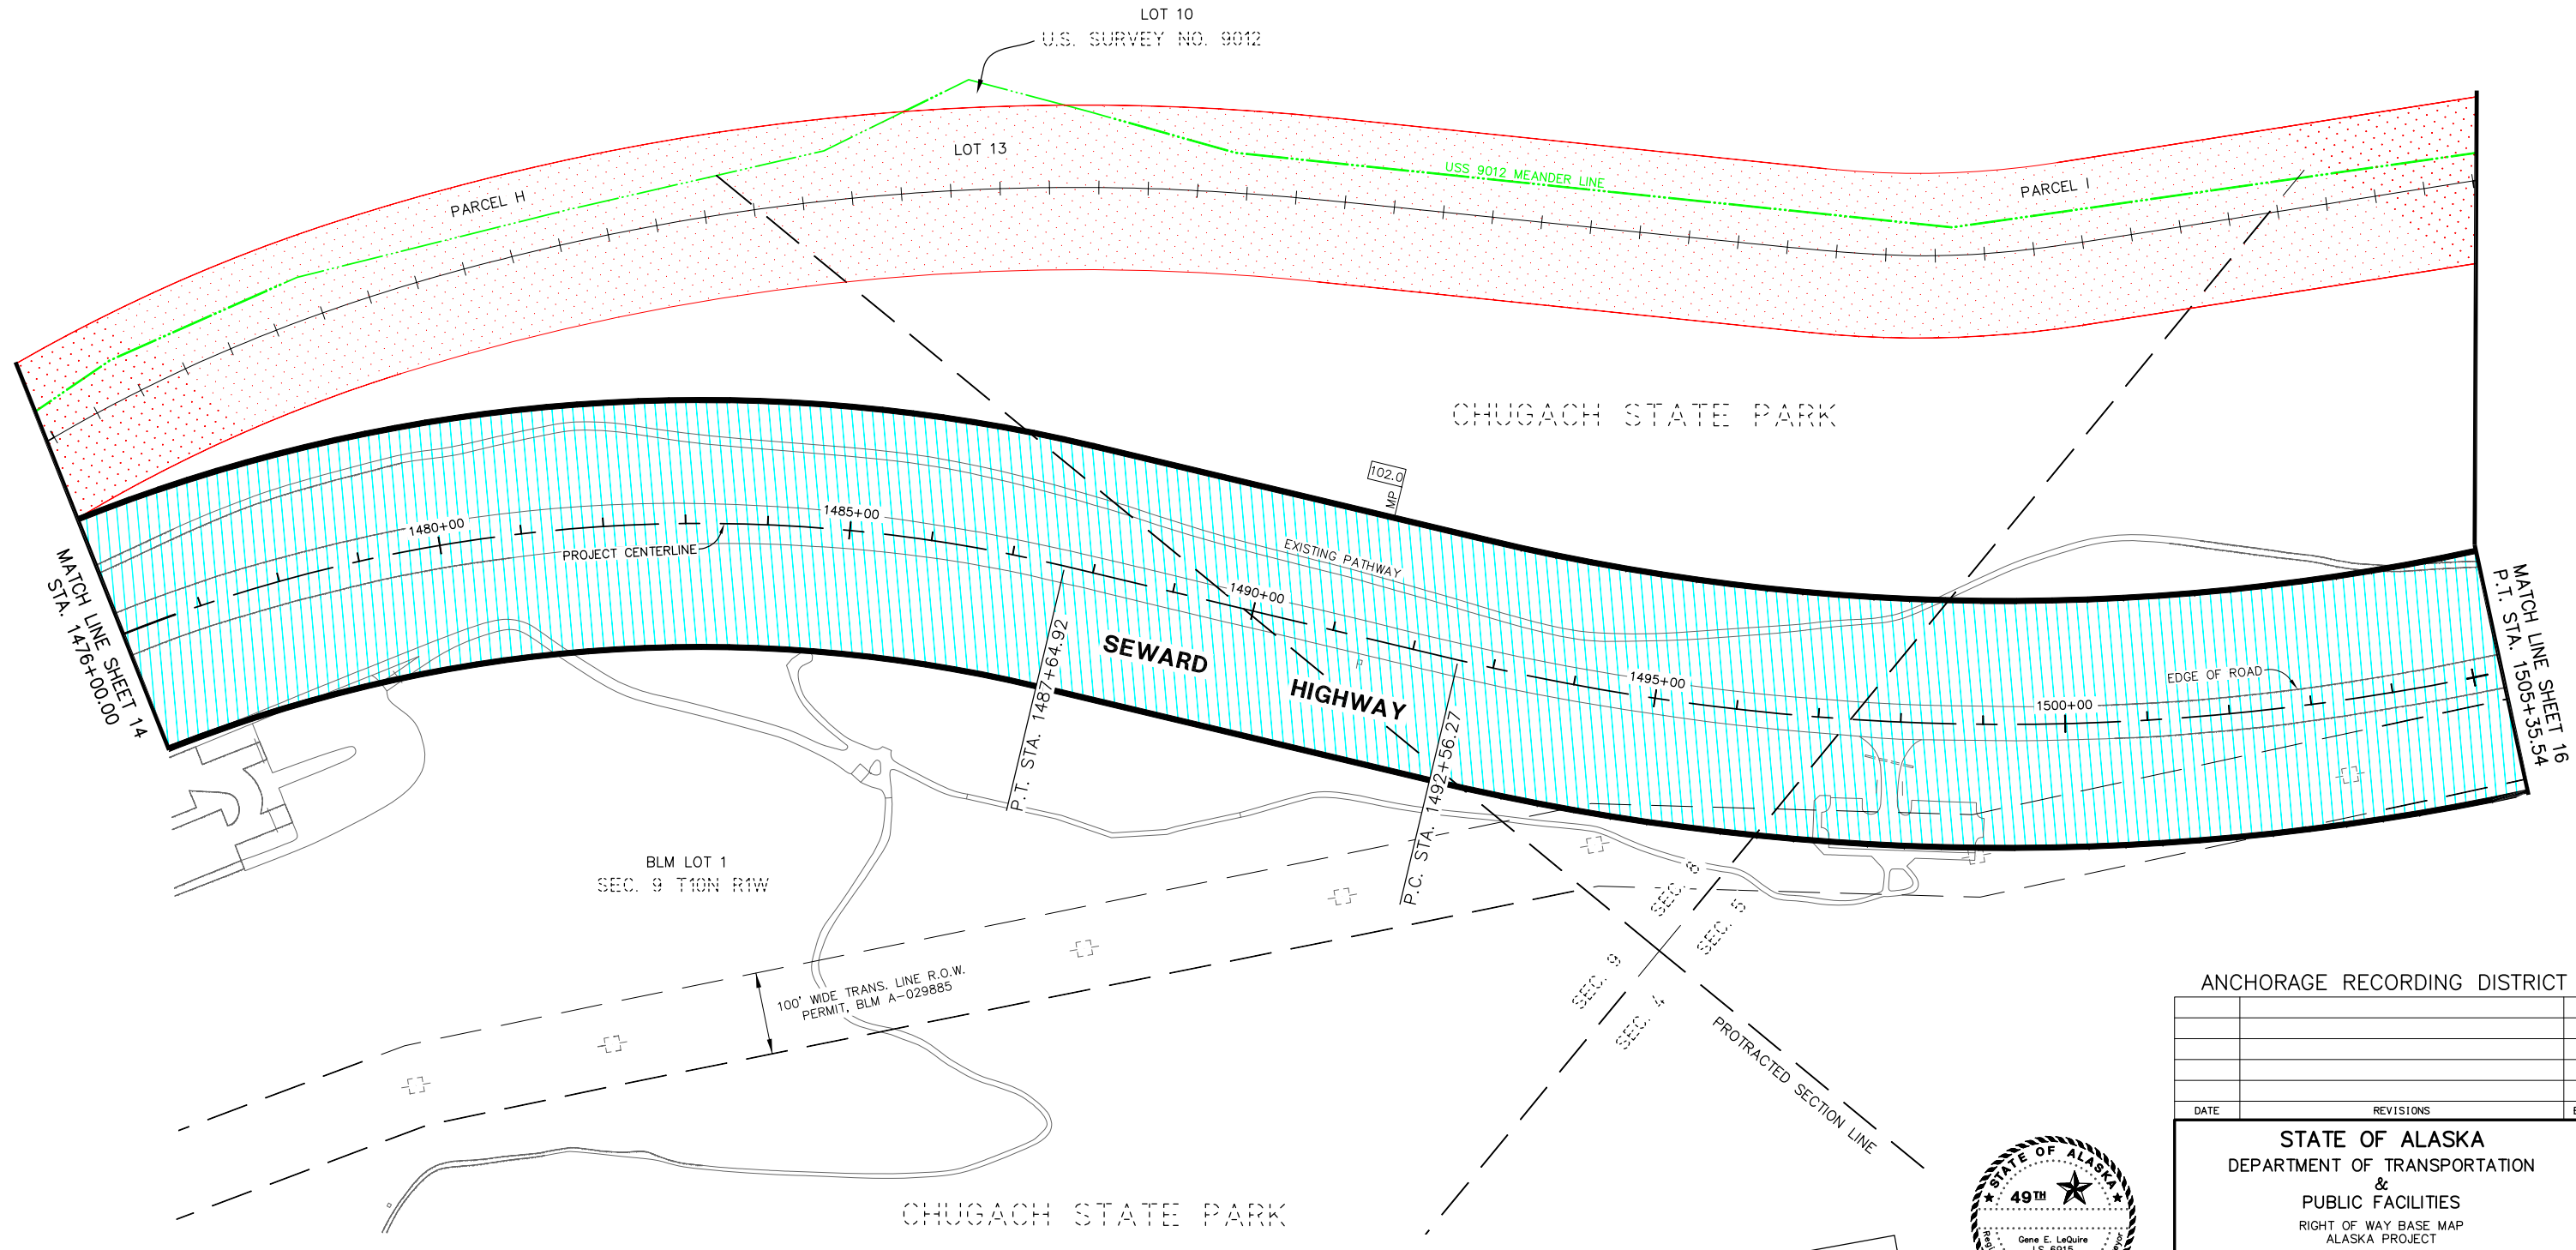 LOT 10
U.S. SURVEY NO. 9012
LOT 13
PARCEL H
USS 9012 MEANDER LINE
PARCEL I
CHUGACH STATE PARK
102.0
MP
1480+00
1485+00
PROJECT CENTERLINE
EXISTING PATHWAY
1490+00
MATCH LINE SHEET 14
STA. 1476+00.00
SEWARD
HIGHWAY
P.T. STA. 1487+64.92
P.C. STA. 1492+56.27
1495+00
1500+00
EDGE OF ROAD
MATCH LINE SHEET 16
P.T. STA. 1505+35.54
BLM LOT 1
SEC. 9 T10N R1W
SEC. 8
SEC. 5
SEC. 9
SEC. 4
100' WIDE TRANS. LINE R.O.W.
PERMIT, BLM A-029885
PROTRACTED SECTION LINE
CHUGACH STATE PARK
ANCHORAGE RECORDING DISTRICT
DATE REVISIONS
STATE OF ALASKA
DEPARTMENT OF TRANSPORTATION
&
PUBLIC FACILITIES
RIGHT OF WAY BASE MAP
ALASKA PROJECT
STATE OF ALASKA
49TH
Gene E. LeQuire
LS 6915